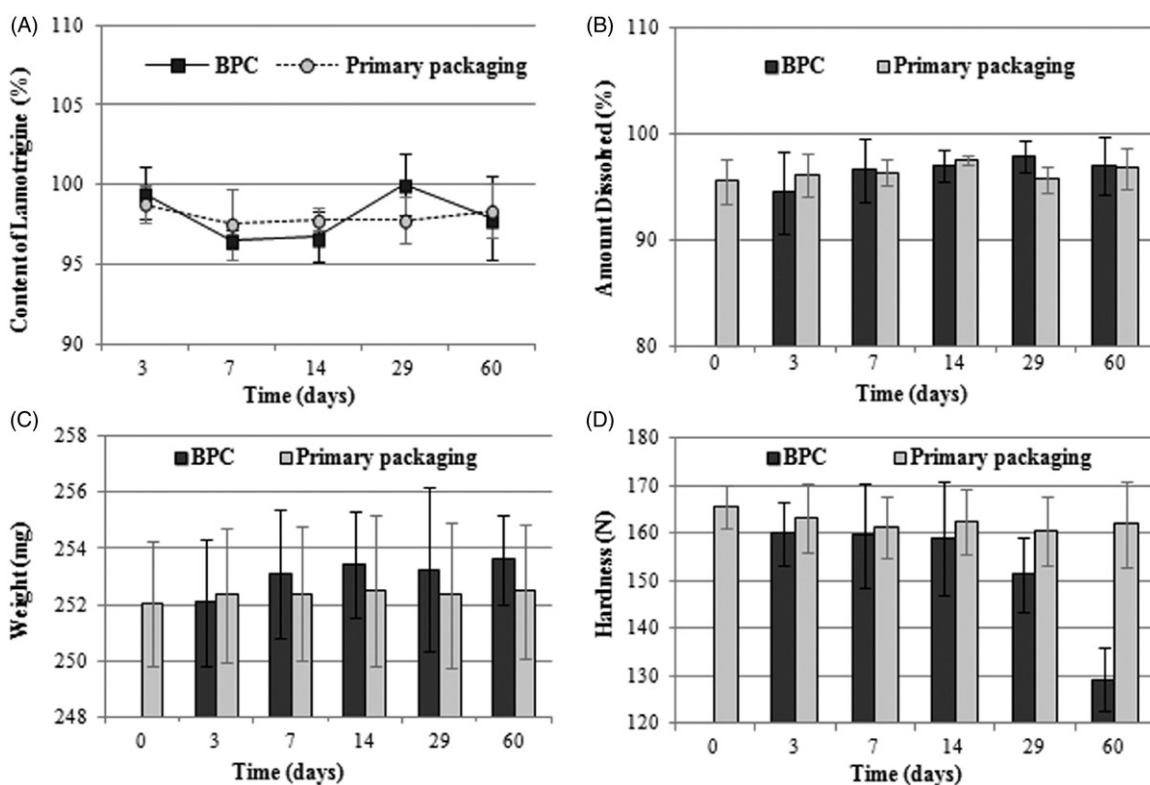 (A)
110
105
100
95
90
Content of Lamotrigine (%)
BPC
Primary packaging
3 7 14 29 60
Time (days)
(B)
110
100
90
80
Amount Dissolved (%)
BPC
Primary packaging
0 3 7 14 29 60
Time (days)
(C)
258
256
254
252
250
248
Weight (mg)
BPC
Primary packaging
0 3 7 14 29 60
Time (days)
(D)
180
170
160
150
140
130
120
Hardness (N)
BPC
Primary packaging
0 3 7 14 29 60
Time (days)